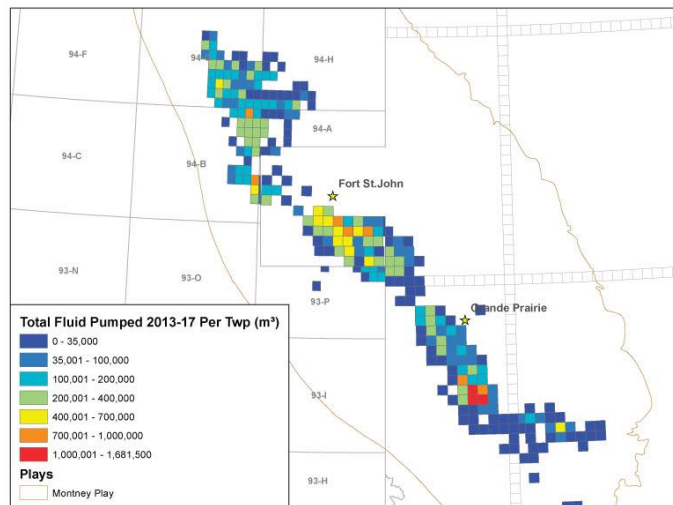 94-F
94-G
94-H
94-A
94-C
94-B
Fort St.John
93-N
93-O
93-P
Grande Prairie
93-I
93-H
Total Fluid Pumped 2013-17 Per Twp (m³)
0 - 35,000
35,001 - 100,000
100,001 - 200,000
200,001 - 400,000
400,001 - 700,000
700,001 - 1,000,000
1,000,001 - 1,681,500
Plays
Montney Play